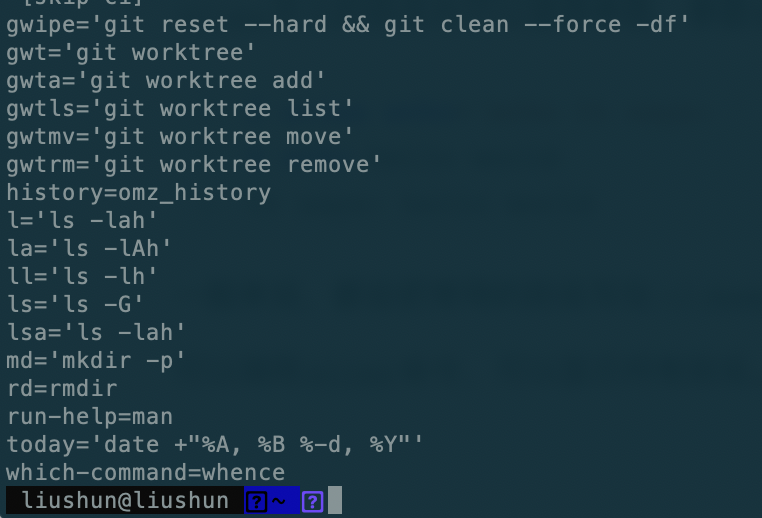 [skip ci]"'
gwipe='git reset --hard && git clean --force -df'
gwt='git worktree'
gwta='git worktree add'
gwtls='git worktree list'
gwtmv='git worktree move'
gwtrm='git worktree remove'
history=omz_history
l='ls -lah'
la='ls -lAh'
ll='ls -lh'
ls='ls -G'
lsa='ls -lah'
md='mkdir -p'
rd=rmdir
run-help=man
today='date +"%A, %B %-d, %Y"'
which-command=whence
liushun@liushun ? ~ ?